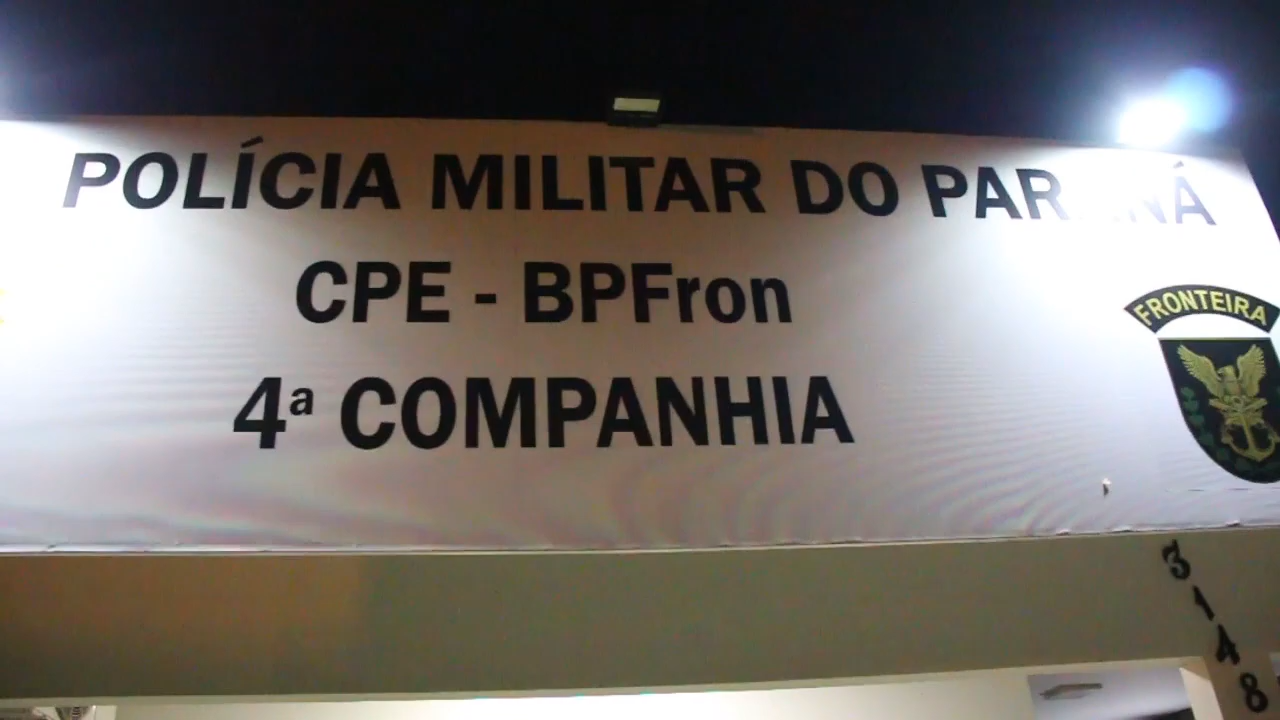 POLÍCIA MILITAR DO PARANÁ
CPE - BPFron
4ª COMPANHIA
FRONTEIRA
3148